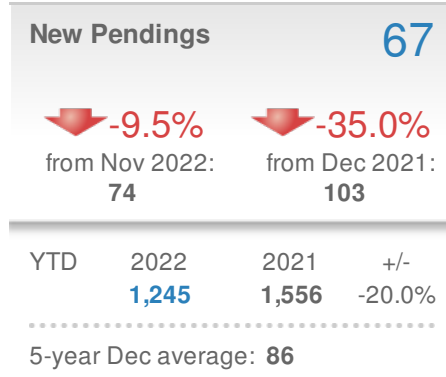 New Pendings 67
-9.5% -35.0%
from Nov 2022: from Dec 2021:
74 103
YTD 2022 2021 +/-
1,245 1,556 -20.0%
5-year Dec average: 86